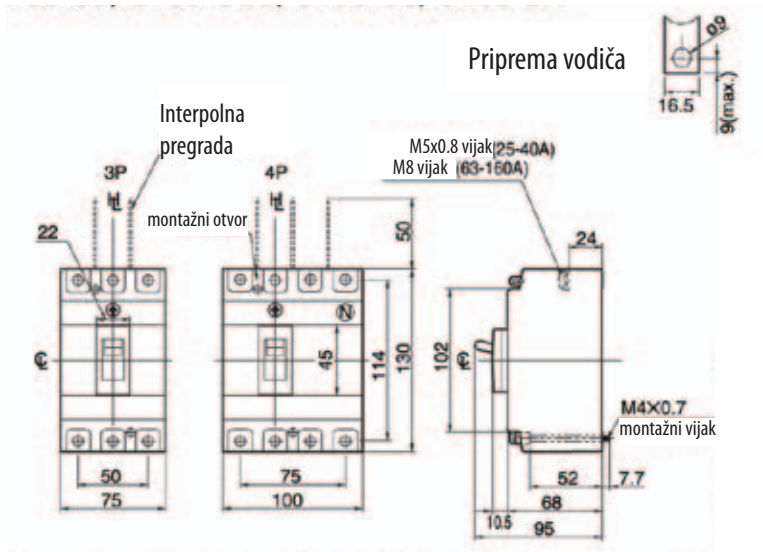 Priprema vodiča
ø9
16.5
9(max.)
Interpolna
pregrada
M5x0.8 vijak(25-40A)
M8 vijak (63-160A)
3P
4P
montažni otvor
22
50
24
N
45
114
130
102
M4×0.7
montažni vijak
50
75
75
100
52
7.7
10.5
68
95